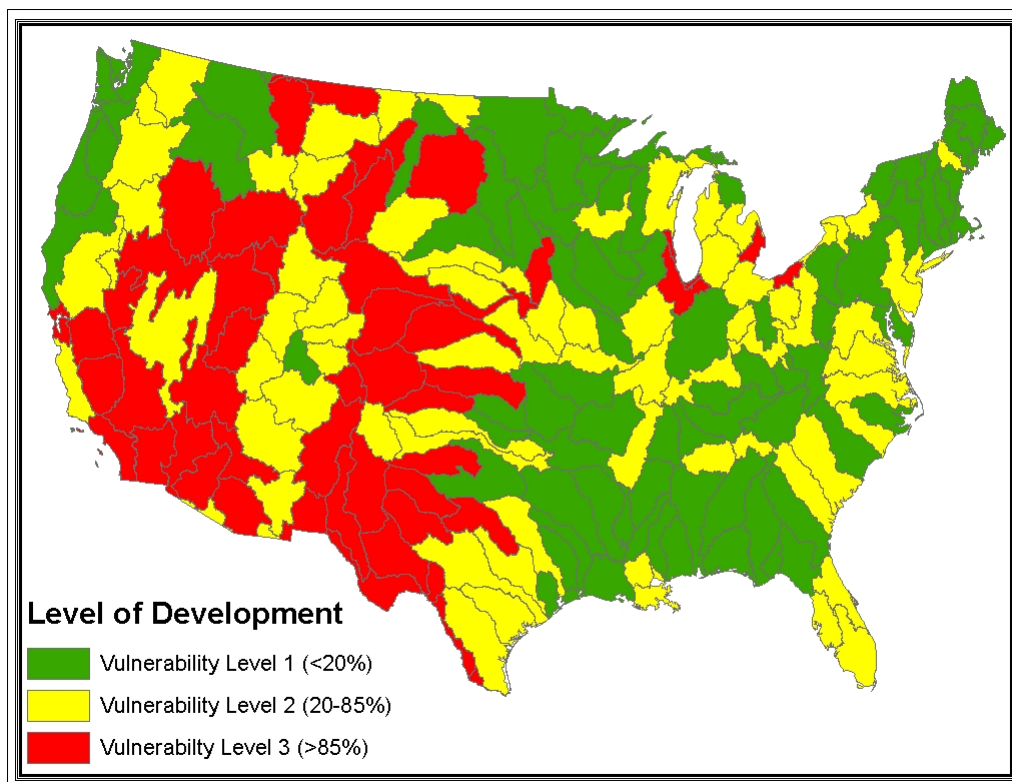 Level of Development
Vulnerability Level 1 (<20%)
Vulnerability Level 2 (20-85%)
Vulnerabilty Level 3 (>85%)